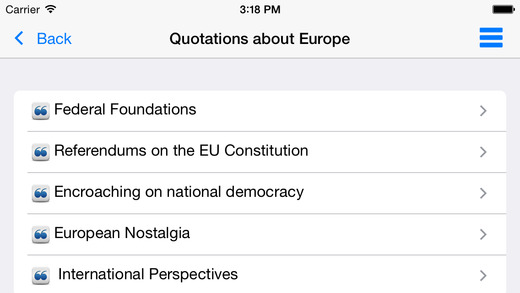 Carrier 3:18 PM
Back Quotations about Europe
Federal Foundations
Referendums on the EU Constitution
Encroaching on national democracy
European Nostalgia
International Perspectives